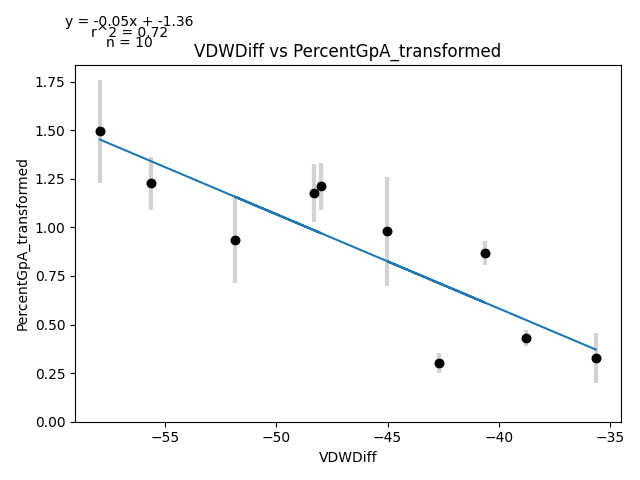 y = -0.05x + -1.36
r^2 = 0.72
n = 10
VDWDiff vs PercentGpA_transformed
PercentGpA_transformed
1.75
1.50
1.25
1.00
0.75
0.50
0.25
0.00
−55
−50
−45
−40
−35
VDWDiff